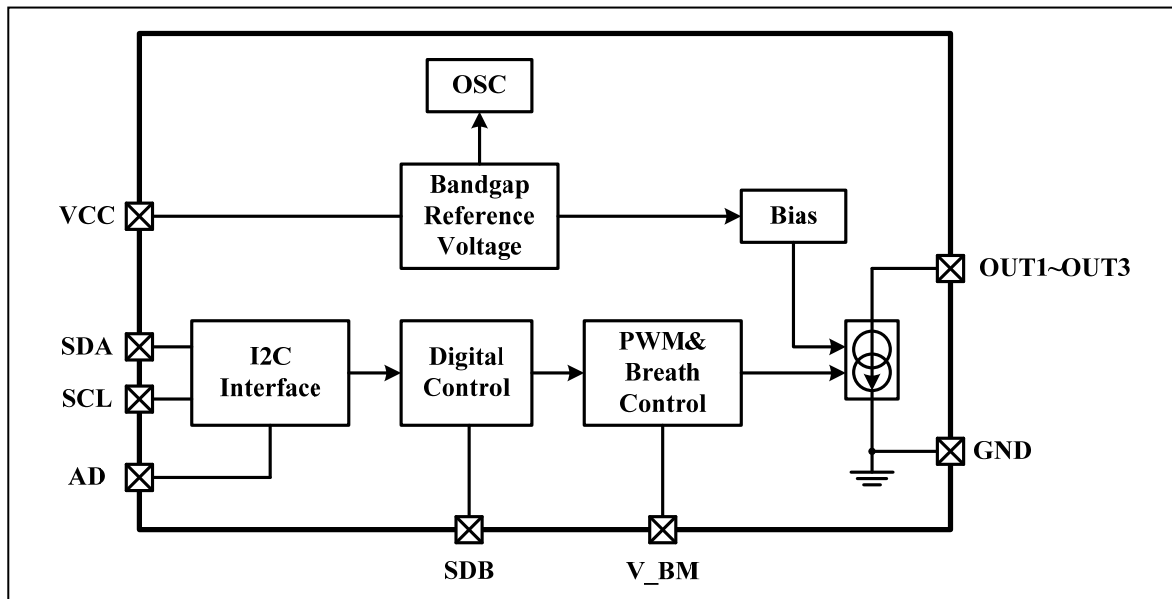 OSC
Bandgap
Reference
Voltage
VCC
Bias
OUT1~OUT3
SDA
I2C
Interface
Digital
Control
PWM&
Breath
Control
SCL
AD
GND
SDB
V_BM